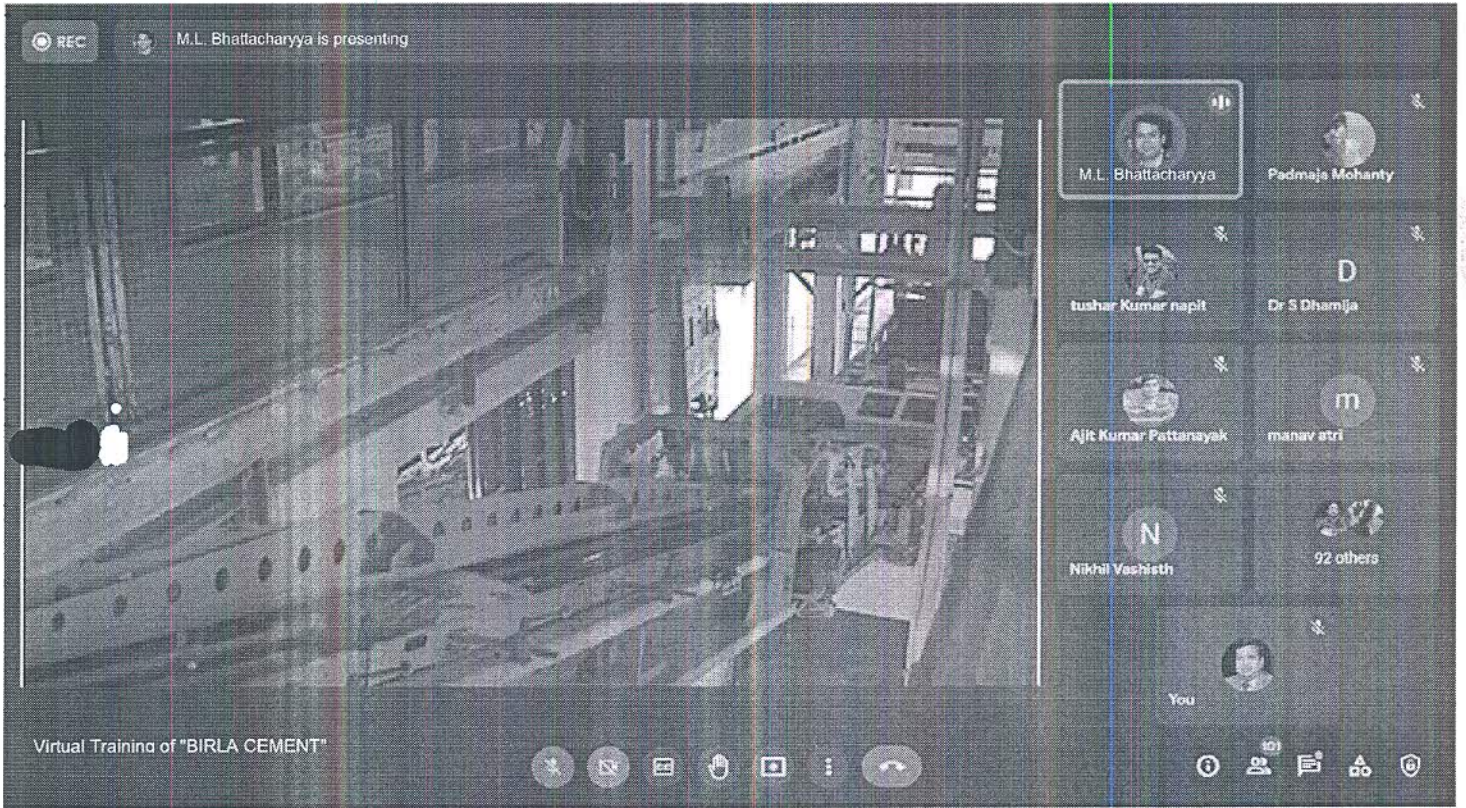 REC
M.L. Bhattacharyya is presenting
M.L. Bhattacharyya
Padmaja Mohanty
tushar Kumar napit
D
Dr S Dhamija
Ajit Kumar Pattanayak
m
manav atri
N
Nikhil Vashisth
92 others
You
Virtual Training of "BIRLA CEMENT"
101